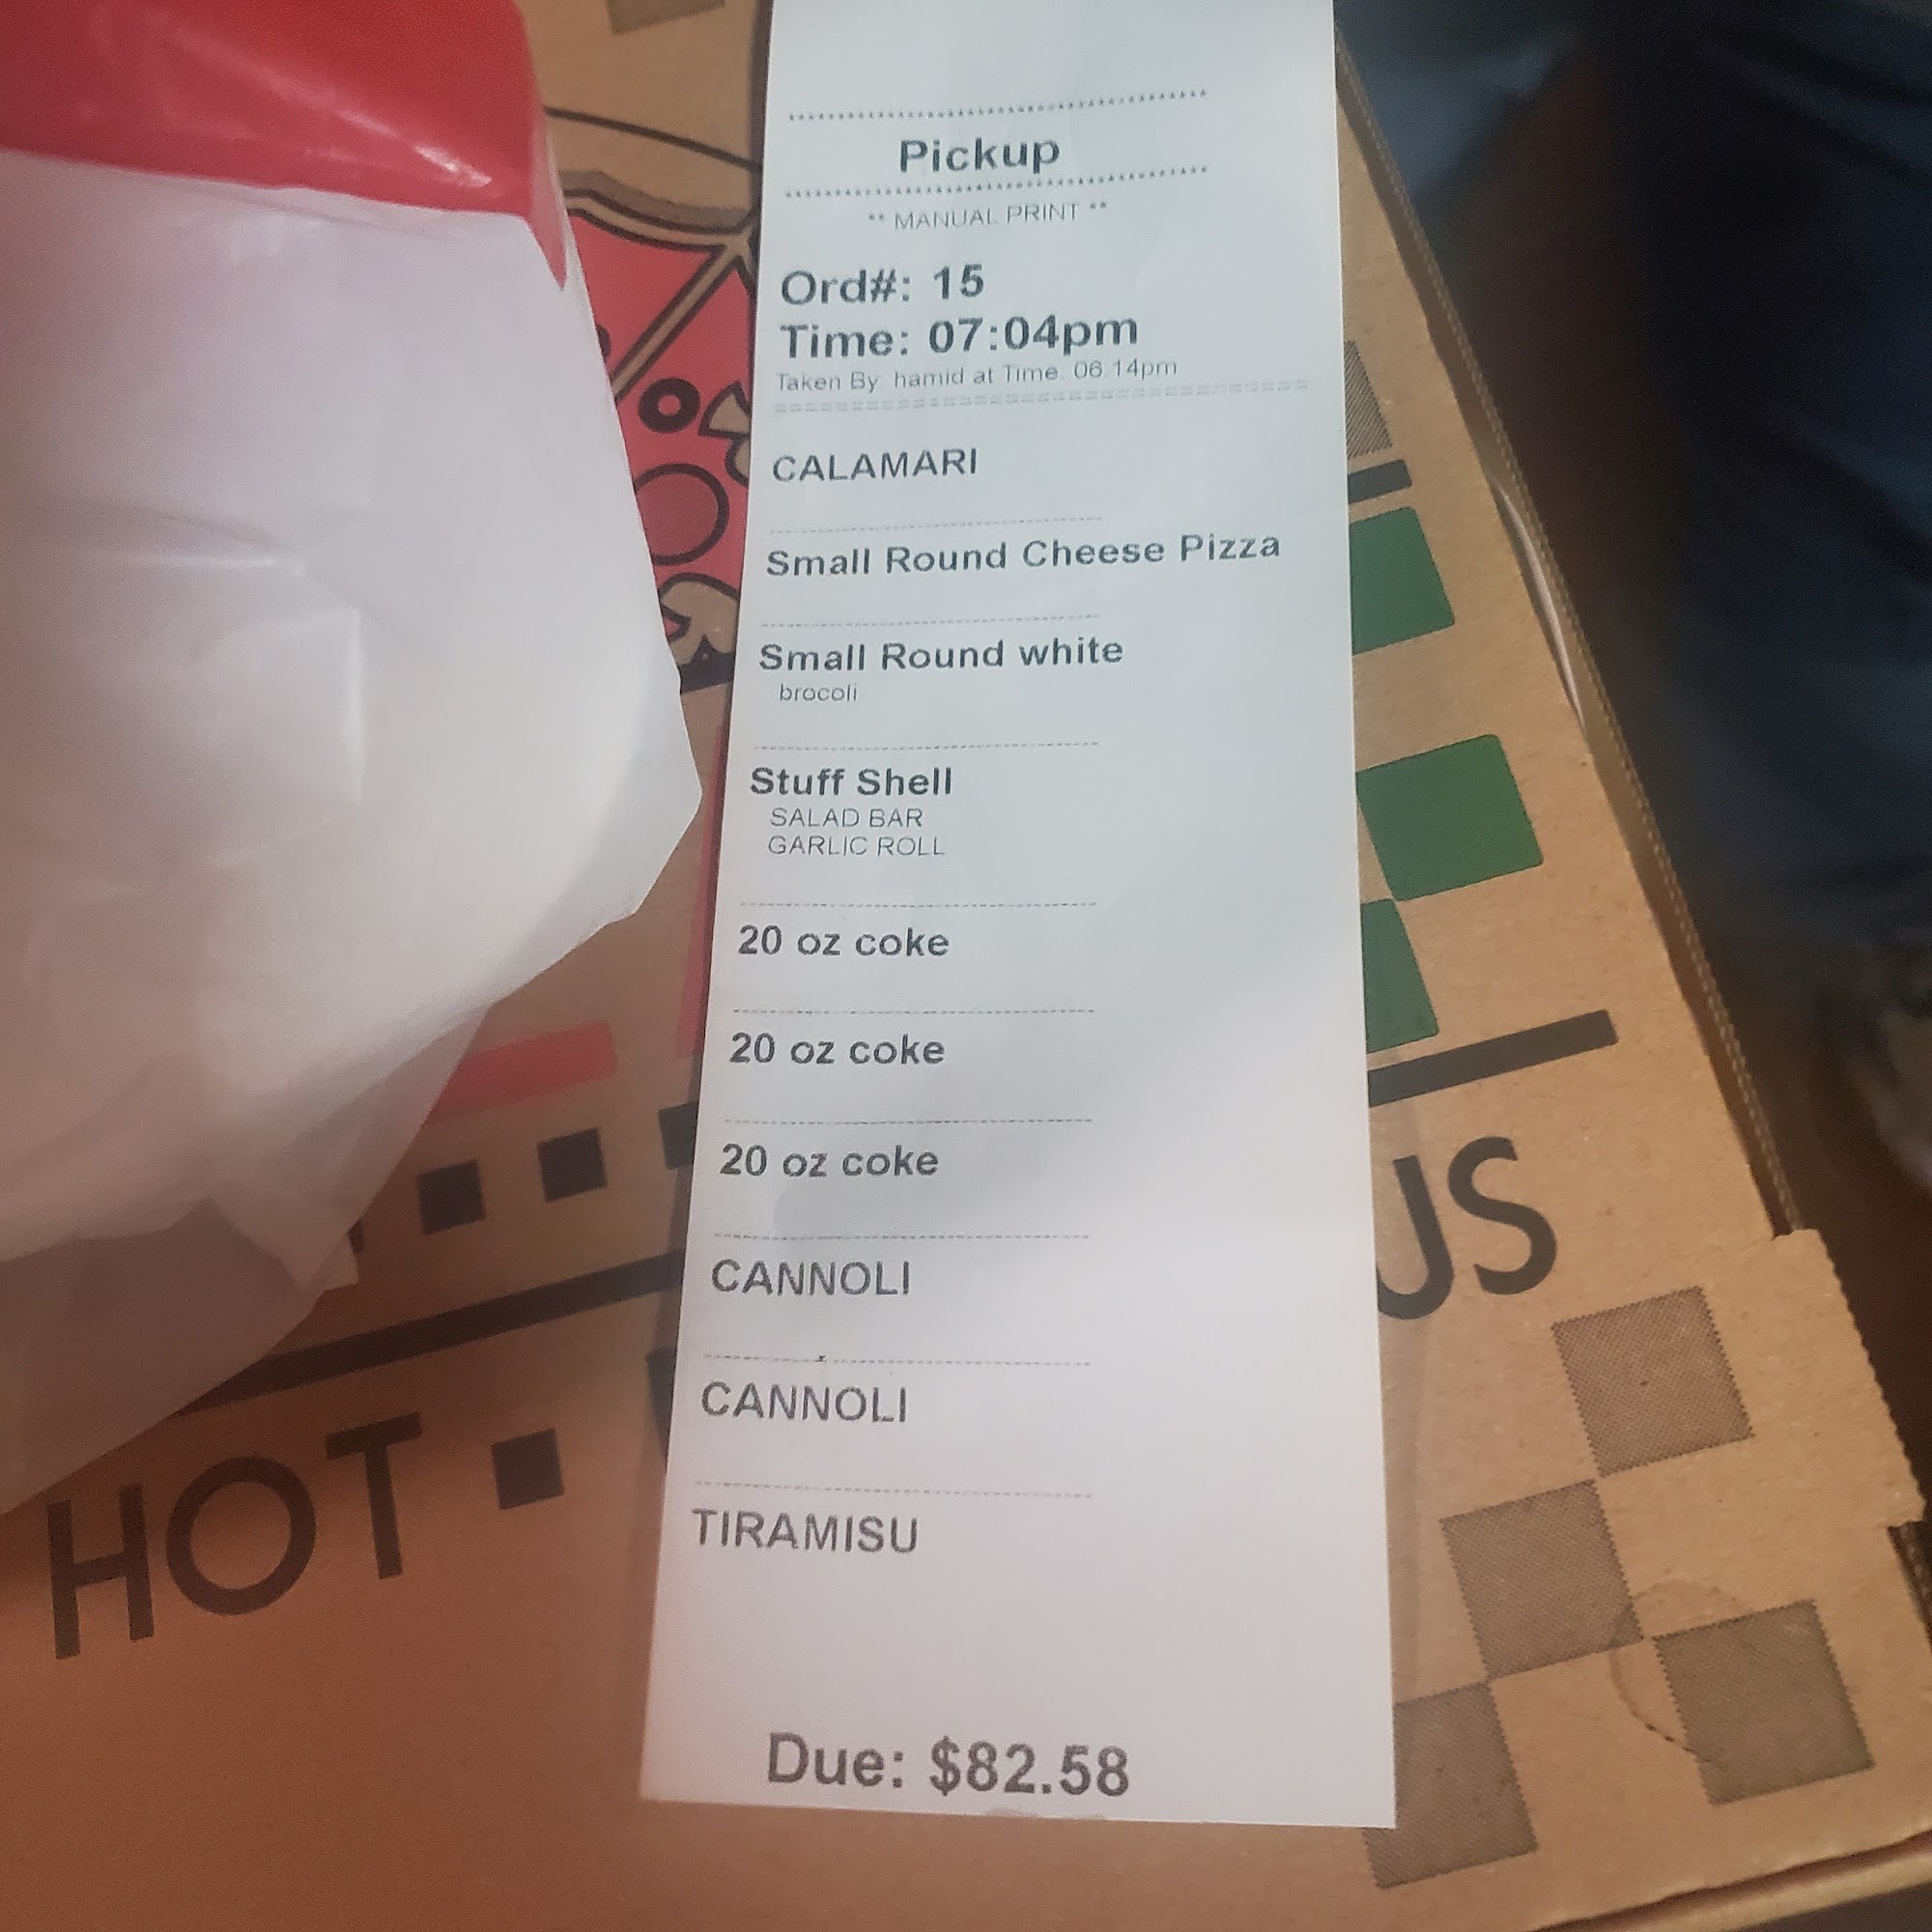 Pickup
** MANUAL PRINT **
Ord#: 15
Time: 07:04pm
Taken By: hamid at Time: 06:14pm
CALAMARI
Small Round Cheese Pizza
Small Round white
brocoli
Stuff Shell
SALAD BAR
GARLIC ROLL
20 oz coke
20 oz coke
20 oz coke
CANNOLI
CANNOLI
TIRAMISU
Due: $82.58
HOT
US